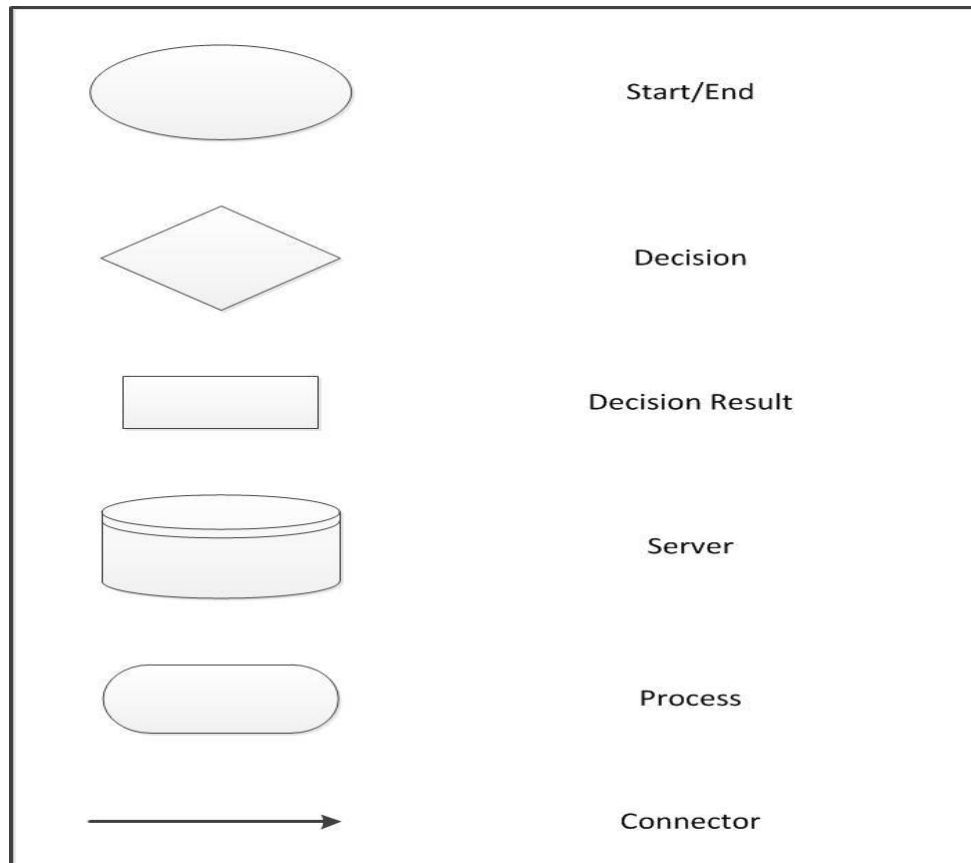 Start/End
Decision
Decision Result
Server
Process
Connector